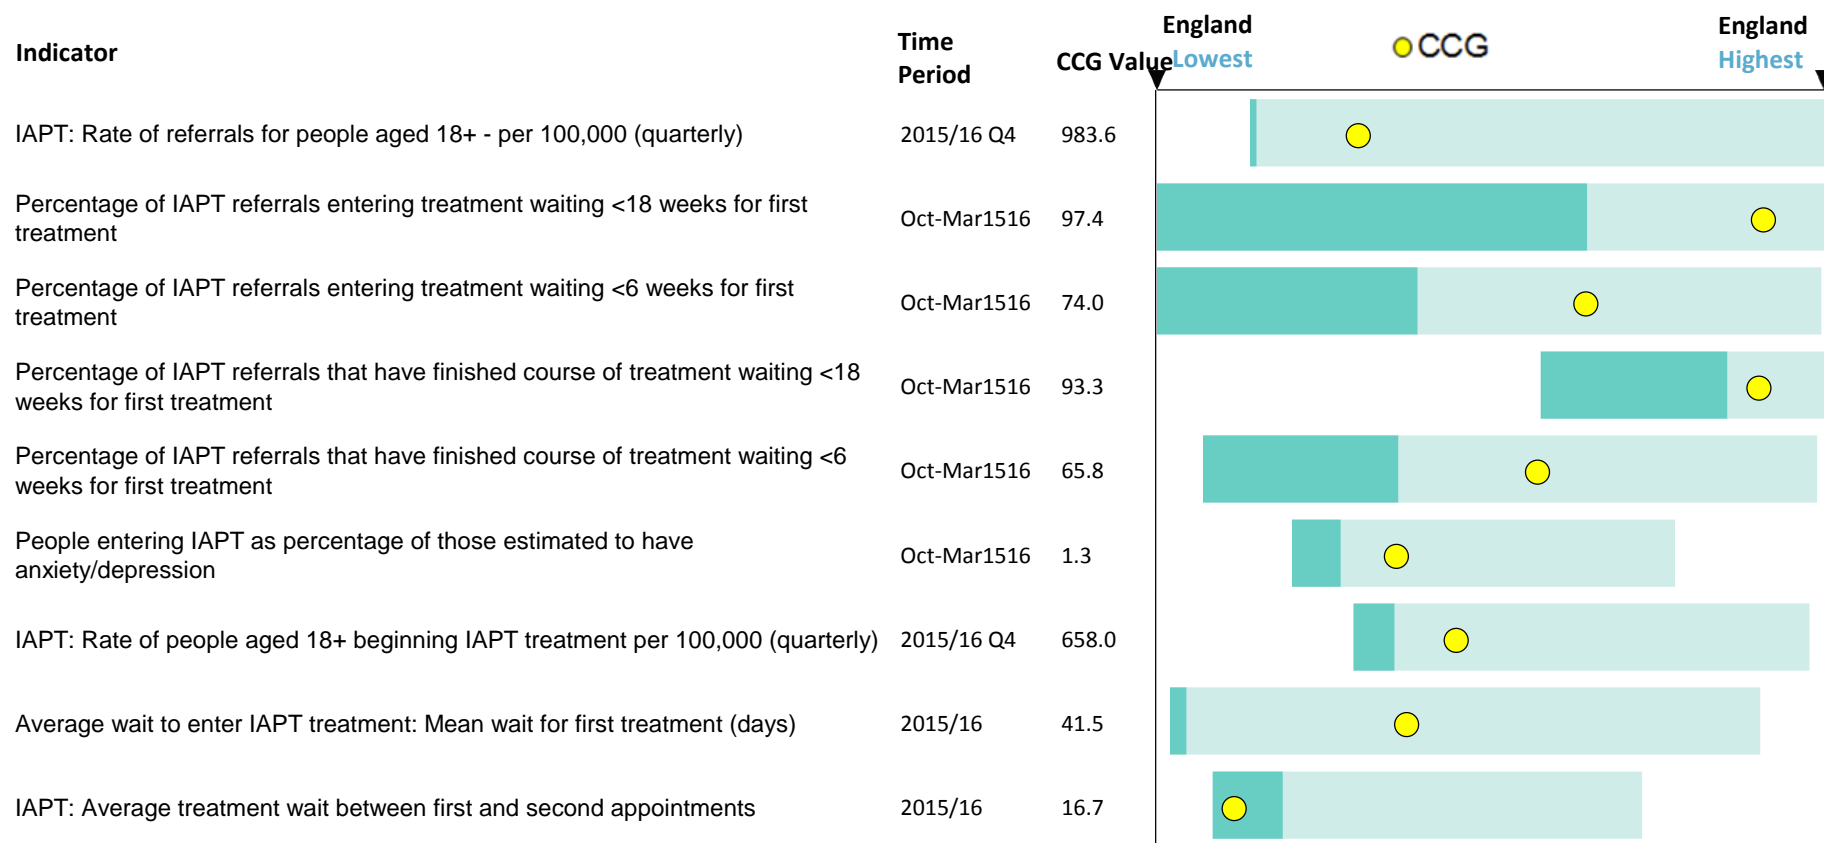 Indicator
Time
Period
CCG Value
England
Lowest
CCG
England
Highest
IAPT: Rate of referrals for people aged 18+ - per 100,000 (quarterly) 2015/16 Q4 983.6
Percentage of IAPT referrals entering treatment waiting <18 weeks for first
treatment
Oct-Mar1516 97.4
Percentage of IAPT referrals entering treatment waiting <6 weeks for first
treatment
Oct-Mar1516 74.0
Percentage of IAPT referrals that have finished course of treatment waiting <18
weeks for first treatment
Oct-Mar1516 93.3
Percentage of IAPT referrals that have finished course of treatment waiting <6
weeks for first treatment
Oct-Mar1516 65.8
People entering IAPT as percentage of those estimated to have
anxiety/depression
Oct-Mar1516 1.3
IAPT: Rate of people aged 18+ beginning IAPT treatment per 100,000 (quarterly) 2015/16 Q4 658.0
Average wait to enter IAPT treatment: Mean wait for first treatment (days) 2015/16 41.5
IAPT: Average treatment wait between first and second appointments 2015/16 16.7